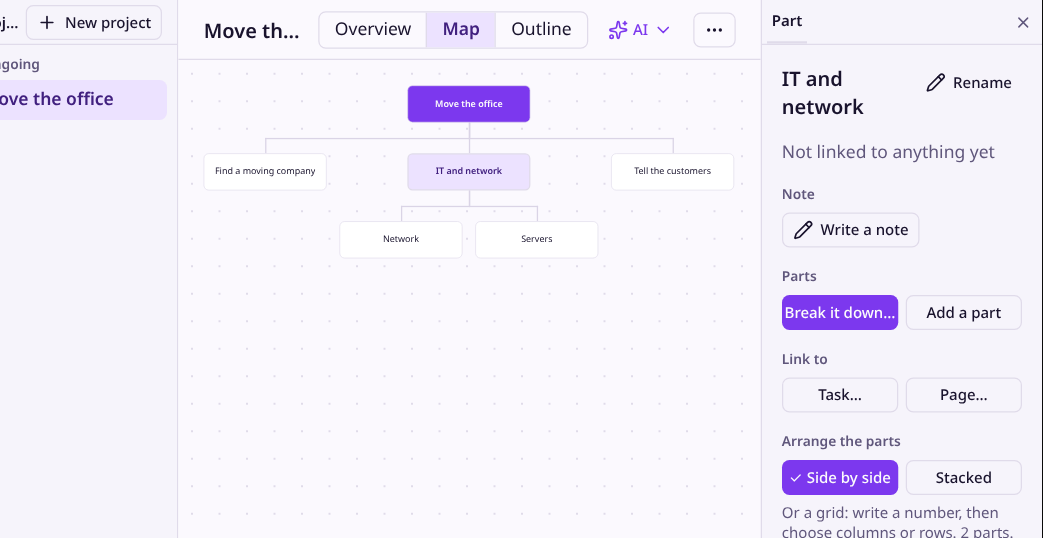 oj...
New project
ngoing
ove the office
Move th...
Overview
Map
Outline
AI
Move the office
Find a moving company
IT and network
Tell the customers
Network
Servers
Part
IT and
network
Rename
Not linked to anything yet
Note
Write a note
Parts
Break it down...
Add a part
Link to
Task...
Page...
Arrange the parts
Side by side
Stacked
Or a grid: write a number, then
choose columns or rows. 2 parts.